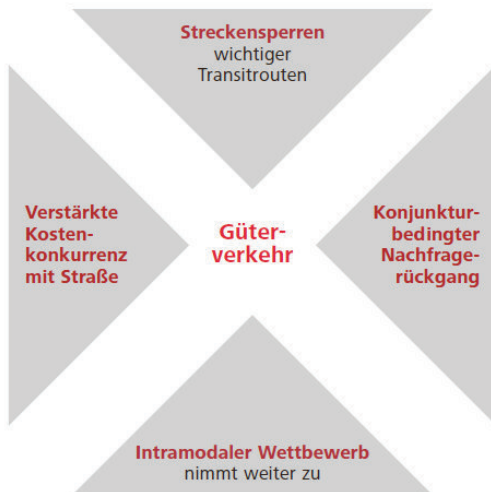 Streckensperren
wichtiger
Transitrouten
Verstärkte
Kosten-
konkurrenz
mit Straße
Güter-
verkehr
Konjunktur-
bedingter
Nachfrage-
rückgang
Intramodaler Wettbewerb
nimmt weiter zu